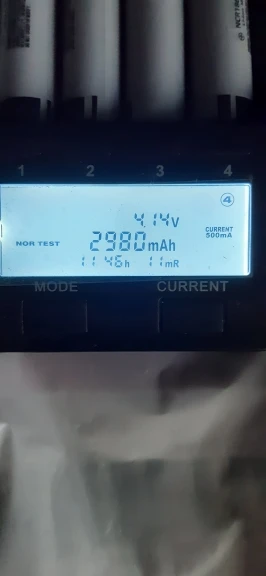 1 2 3 4
4
4.14V
NOR TEST 2980mAh CURRENT 500mA
11:46h 11mR
MODE CURRENT